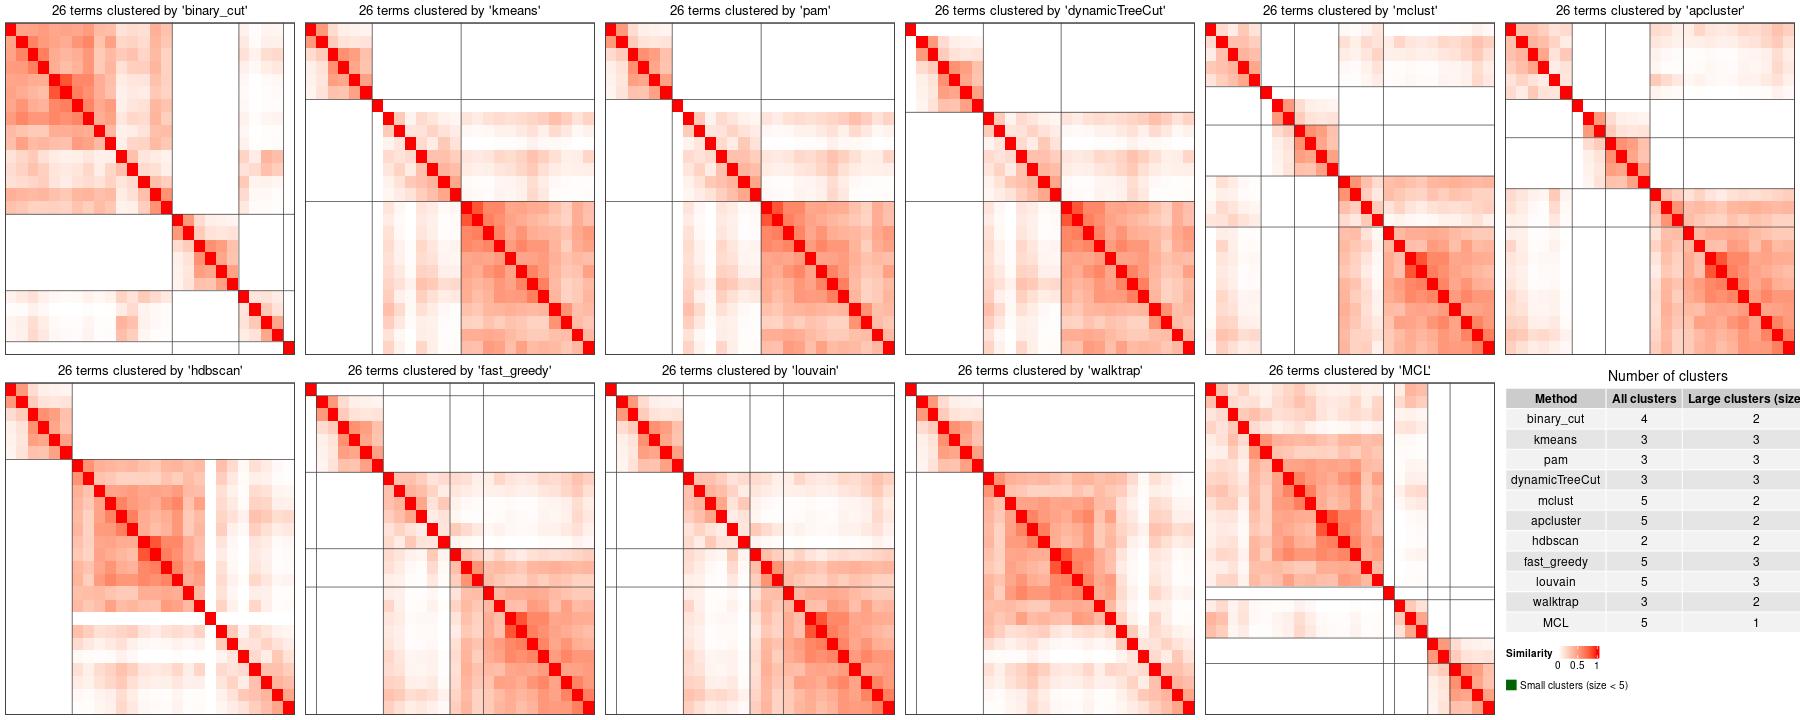 26 terms clustered by 'binary_cut'
26 terms clustered by 'kmeans'
26 terms clustered by 'pam'
26 terms clustered by 'dynamicTreeCut'
26 terms clustered by 'mclust'
26 terms clustered by 'apcluster'
26 terms clustered by 'hdbscan'
26 terms clustered by 'fast_greedy'
26 terms clustered by 'louvain'
26 terms clustered by 'walktrap'
26 terms clustered by 'MCL'
Number of clusters
Method All clusters Large clusters (size
binary_cut 4 2
kmeans 3 3
pam 3 3
dynamicTreeCut 3 3
mclust 5 2
apcluster 5 2
hdbscan 2 2
fast_greedy 5 3
louvain 5 3
walktrap 3 2
MCL 5 1
Similarity
0 0.5 1
Small clusters (size < 5)